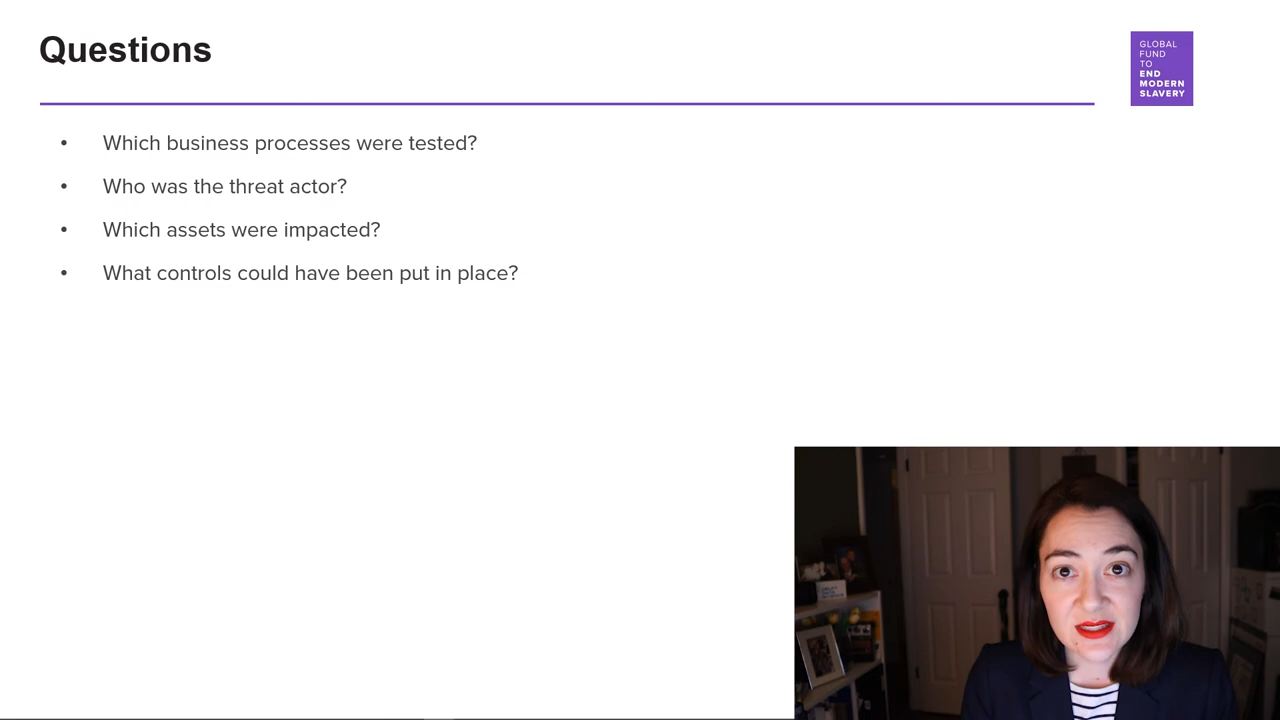 Questions
GLOBAL
FUND
TO
END
MODERN
SLAVERY
• Which business processes were tested?
• Who was the threat actor?
• Which assets were impacted?
• What controls could have been put in place?